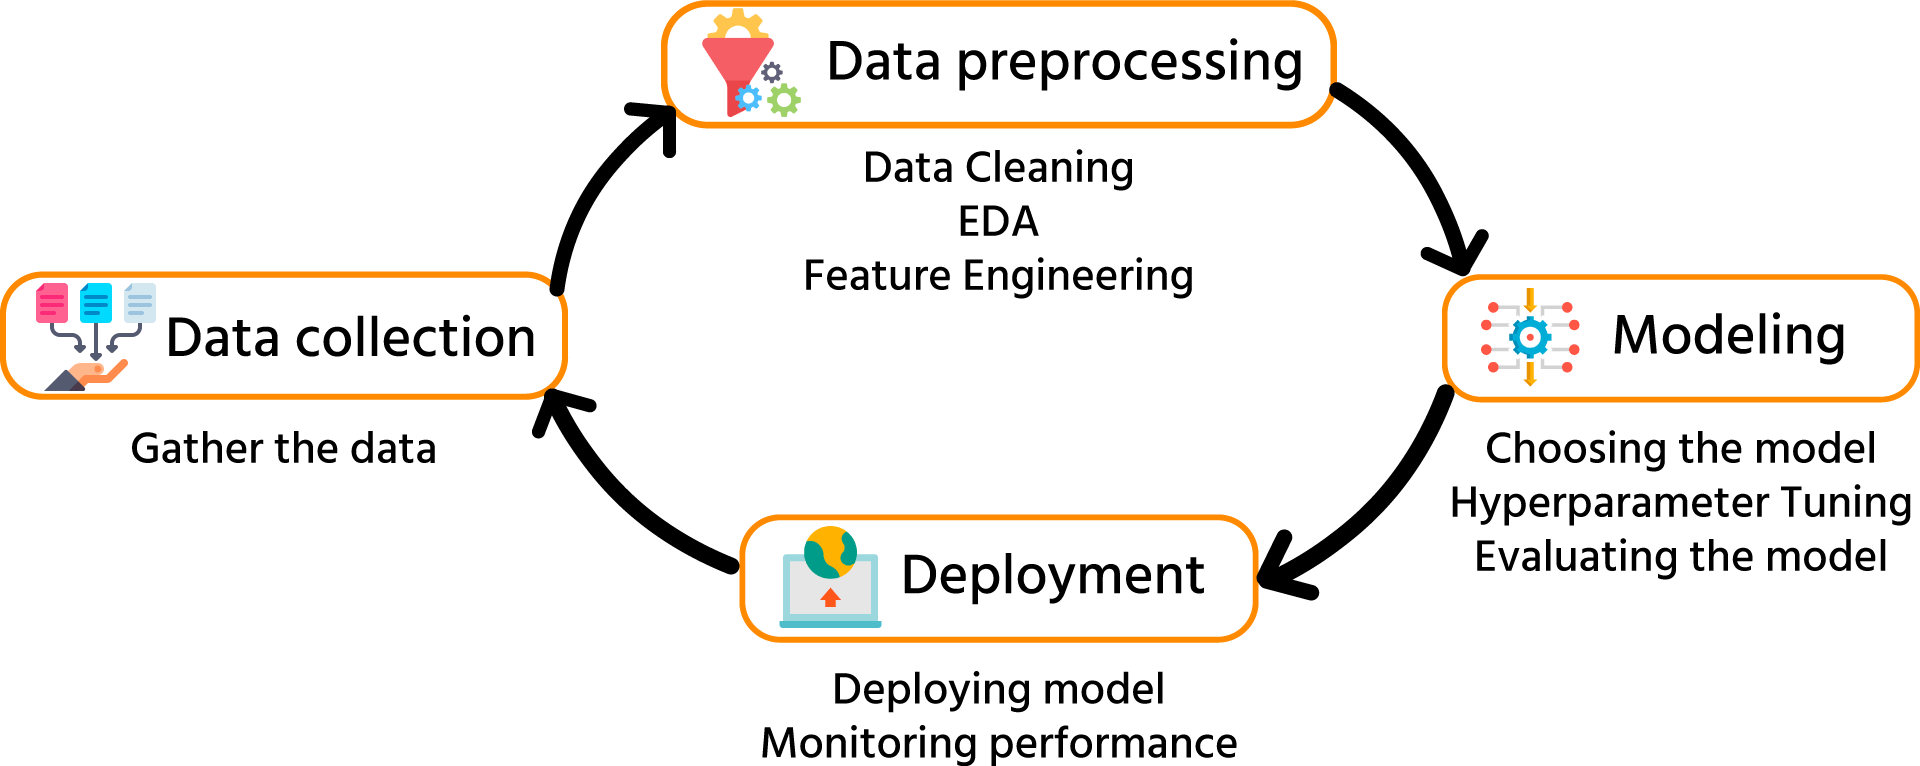 Data preprocessing
Data Cleaning
EDA
Feature Engineering
Data collection
Gather the data
Modeling
Choosing the model
Hyperparameter Tuning
Evaluating the model
Deployment
Deploying model
Monitoring performance